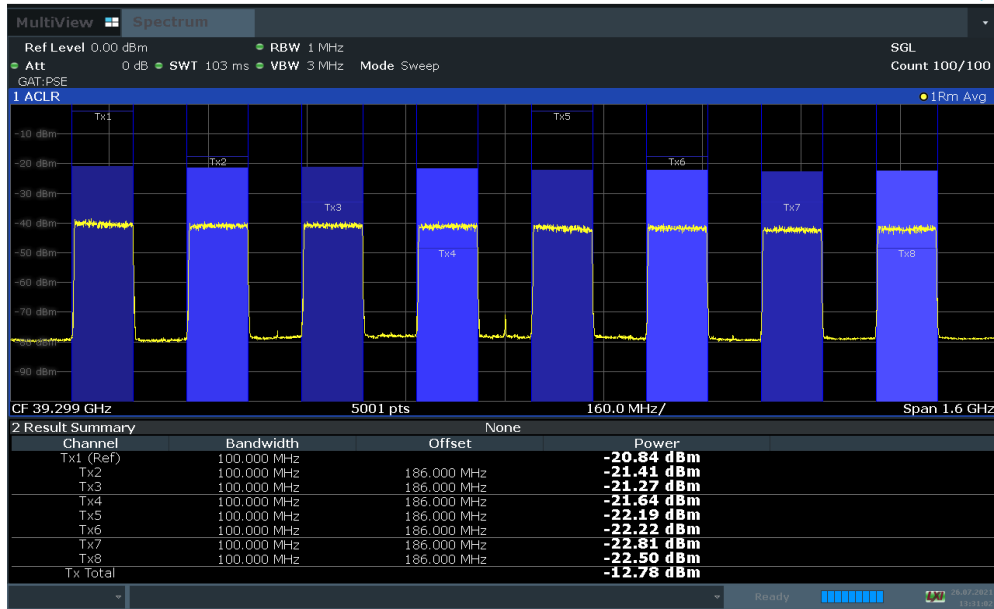 MultiView Spectrum
Ref Level 0.00 dBm RBW 1 MHz SGL
Att 0 dB SWT 103 ms VBW 3 MHz Mode Sweep Count 100/100
GAT:PSE
1 ACLR 1Rm Avg
Tx1 Tx5
-10 dBm
-20 dBm Tx2 Tx6
-30 dBm
Tx3 Tx7
-40 dBm
-50 dBm Tx4 Tx8
-60 dBm
-70 dBm
-80 dBm
-90 dBm
CF 39.299 GHz 5001 pts 160.0 MHz/ Span 1.6 GHz
2 Result Summary None
Channel Bandwidth Offset Power
Tx1 (Ref) 100.000 MHz -20.84 dBm
Tx2 100.000 MHz 186.000 MHz -21.41 dBm
Tx3 100.000 MHz 186.000 MHz -21.27 dBm
Tx4 100.000 MHz 186.000 MHz -21.64 dBm
Tx5 100.000 MHz 186.000 MHz -22.19 dBm
Tx6 100.000 MHz 186.000 MHz -22.22 dBm
Tx7 100.000 MHz 186.000 MHz -22.81 dBm
Tx8 100.000 MHz 186.000 MHz -22.50 dBm
Tx Total -12.78 dBm
Ready 26.07.2021
13:31:02